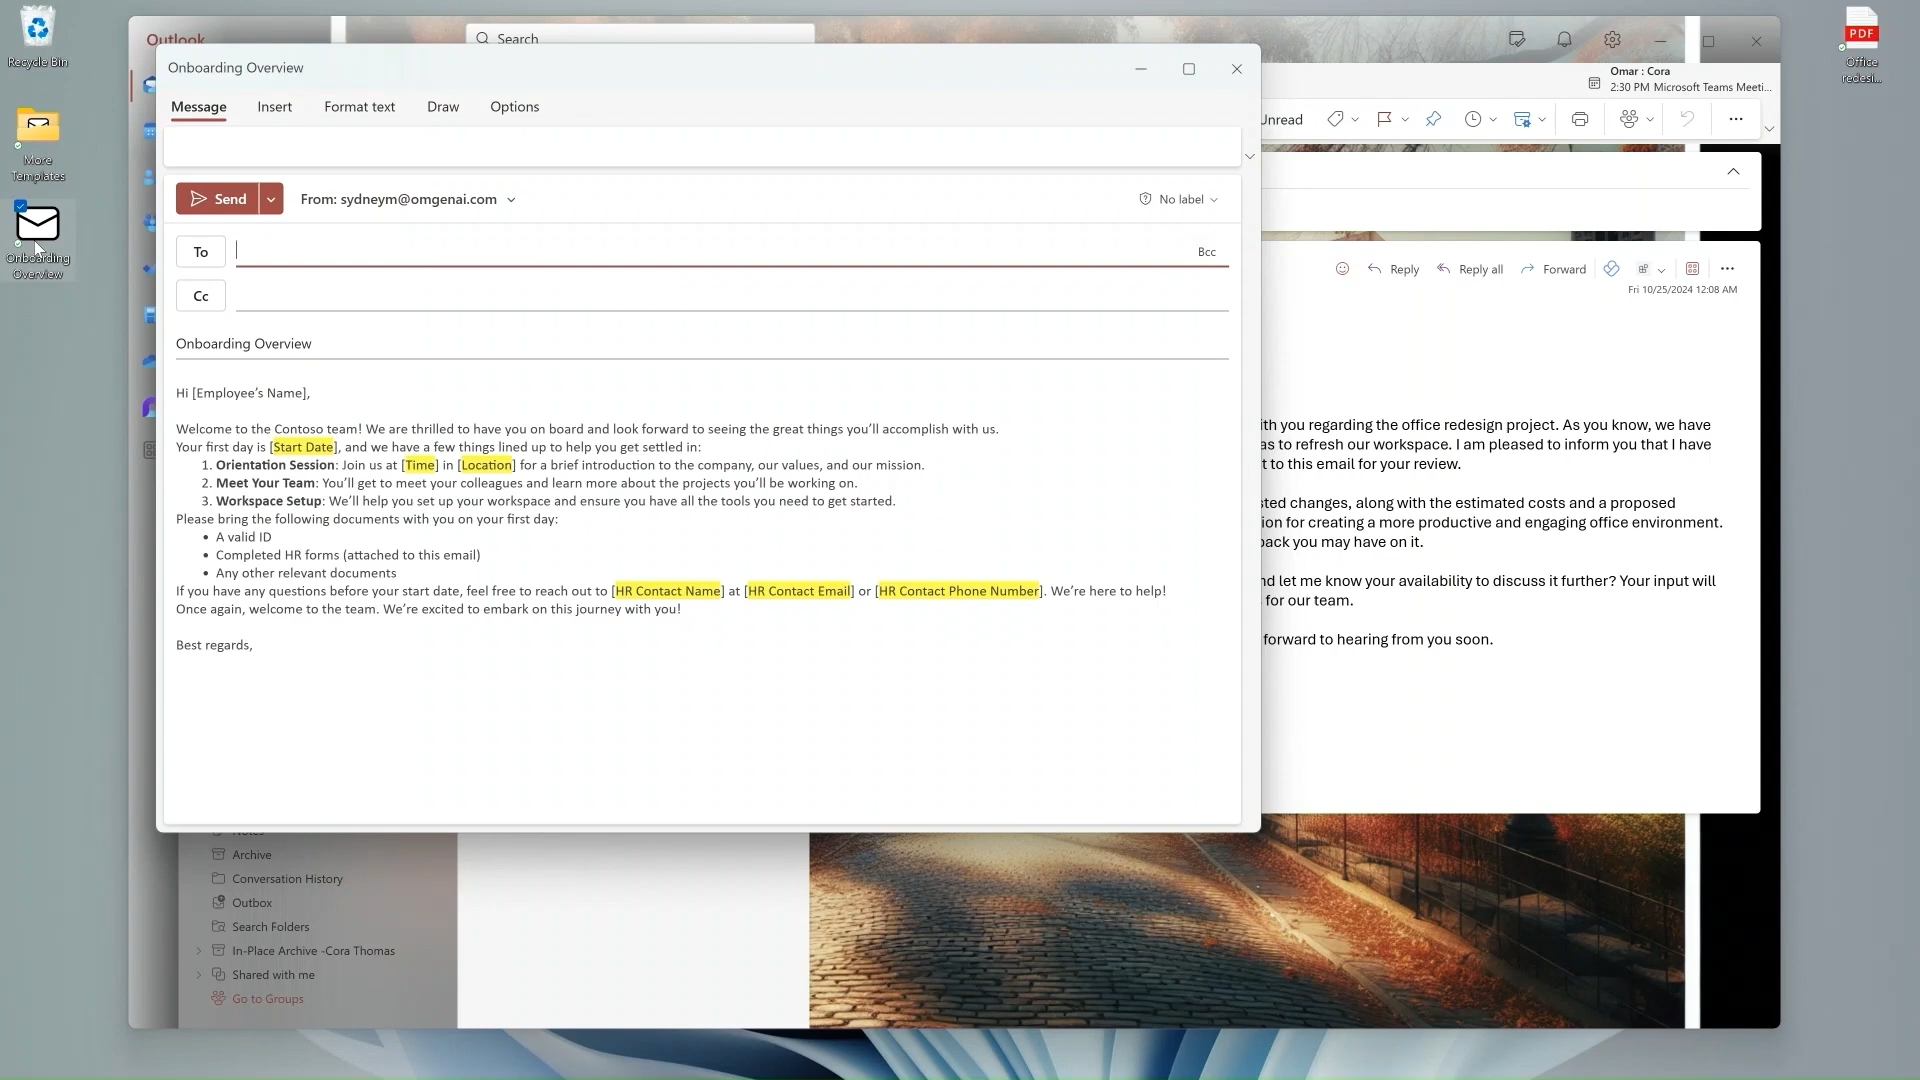 Recycle Bin
More
Templates
Onboarding
Overview
PDF
Office
redesi...
Outlook
Search
Omar : Cora
2:30 PM Microsoft Teams Meeti...
Unread
Onboarding Overview
Message Insert Format text Draw Options
Send From: sydneym@omgenai.com No label
To Bcc
Cc
Onboarding Overview
Hi [Employee’s Name],
Welcome to the Contoso team! We are thrilled to have you on board and look forward to seeing the great things you’ll accomplish with us.
Your first day is [Start Date], and we have a few things lined up to help you get settled in:
1. Orientation Session: Join us at [Time] in [Location] for a brief introduction to the company, our values, and our mission.
2. Meet Your Team: You’ll get to meet your colleagues and learn more about the projects you’ll be working on.
3. Workspace Setup: We’ll help you set up your workspace and ensure you have all the tools you need to get started.
Please bring the following documents with you on your first day:
• A valid ID
• Completed HR forms (attached to this email)
• Any other relevant documents
If you have any questions before your start date, feel free to reach out to [HR Contact Name] at [HR Contact Email] or [HR Contact Phone Number]. We’re here to help!
Once again, welcome to the team. We’re excited to embark on this journey with you!
Best regards,
Reply Reply all Forward
Fri 10/25/2024 12:08 AM
with you regarding the office redesign project. As you know, we have
as to refresh our workspace. I am pleased to inform you that I have
t to this email for your review.
sted changes, along with the estimated costs and a proposed
ion for creating a more productive and engaging office environment.
back you may have on it.
nd let me know your availability to discuss it further? Your input will
for our team.
forward to hearing from you soon.
Notes
Archive
Conversation History
Outbox
Search Folders
In-Place Archive -Cora Thomas
Shared with me
Go to Groups